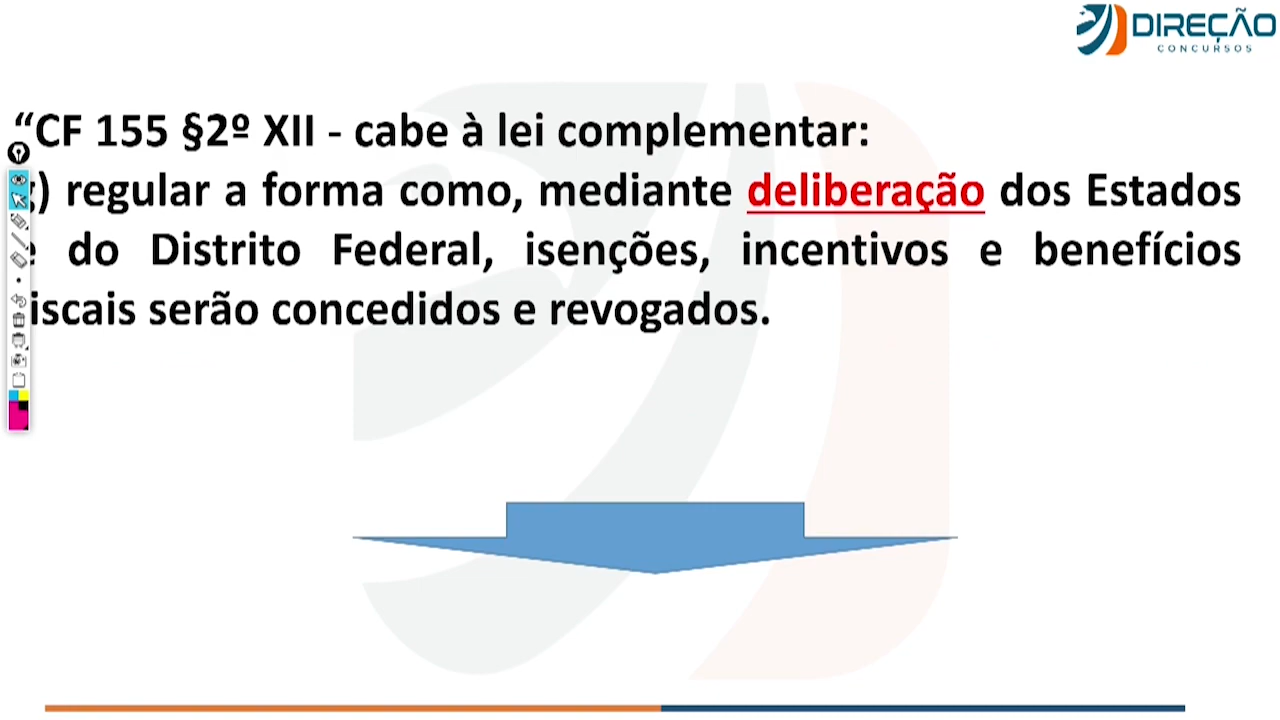 DIREÇÃO
CONCURSOS
“CF 155 §2º XII - cabe à lei complementar:
) regular a forma como, mediante deliberação dos Estados
do Distrito Federal, isenções, incentivos e benefícios
iscais serão concedidos e revogados.